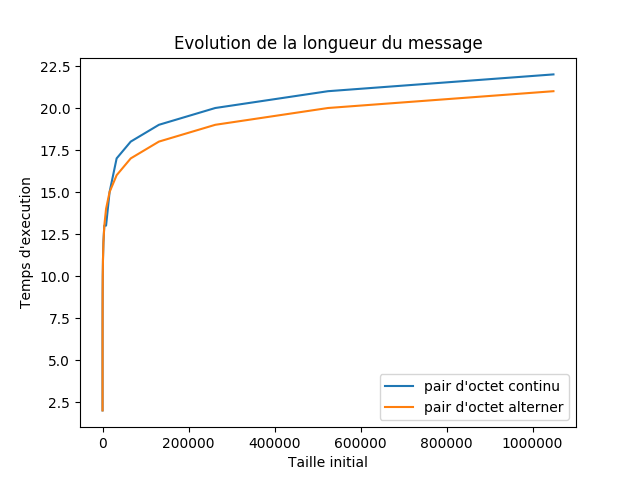 Evolution de la longueur du message
22.5
20.0
17.5
15.0
12.5
10.0
7.5
5.0
2.5
Temps d'execution
pair d'octet continu
pair d'octet alterner
0 200000 400000 600000 800000 1000000
Taille initial